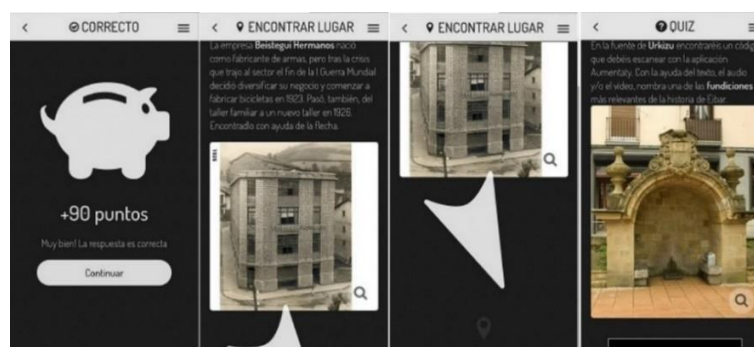 CORRECTO
+90 puntos
Muy bien! La respuesta es correcta
Continuar
ENCONTRAR LUGAR
La empresa Beistegui Hermanos nació
como fabricante de armas, pero tras la crisis
que trajo al sector el fin de la I Guerra Mundial
decidió diversificar su negocio y comenzar a
fabricar bicicletas en 1923. Pasó, también, del
taller familiar a un nuevo taller en 1926.
Encontradlo con ayuda de la flecha.
ENCONTRAR LUGAR
QUIZ
En la fuente de Urkizu encontraréis un códig
que debéis escanear con la aplicación
Aumentaty. Con la ayuda del texto, el audio
y/o el vídeo, nombra una de las fundiciones
más relevantes de la historia de Eibar.